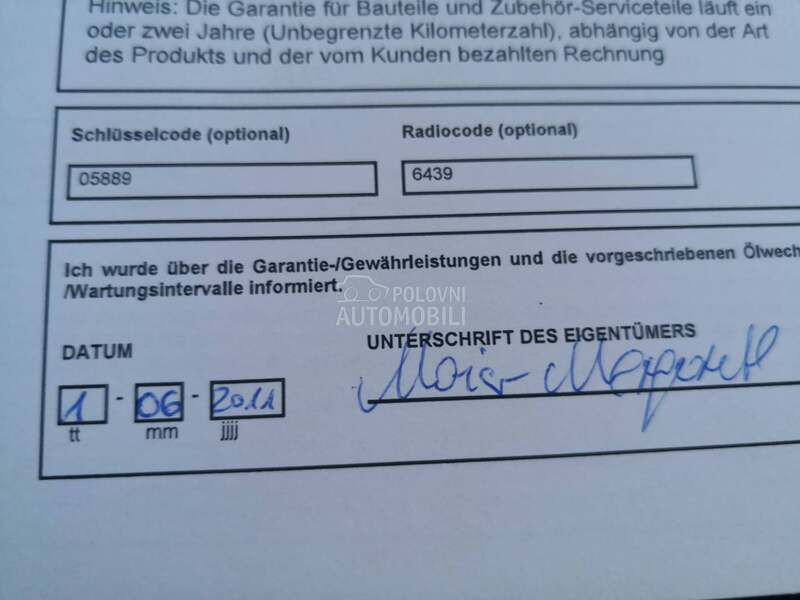 Hinweis: Die Garantie für Bauteile und Zubehör-Serviceteile läuft ein
oder zwei Jahre (Unbegrenzte Kilometerzahl), abhängig von der Art
des Produkts und der vom Kunden bezahlten Rechnung
Schlüsselcode (optional) Radiocode (optional)
05889 6439
Ich wurde über die Garantie-/Gewährleistungen und die vorgeschriebenen Ölwech
/Wartungsintervalle informiert.
POLOVNI
AUTOMOBILI
DATUM UNTERSCHRIFT DES EIGENTÜMERS
1 - 06 - 2011
tt mm jjjj